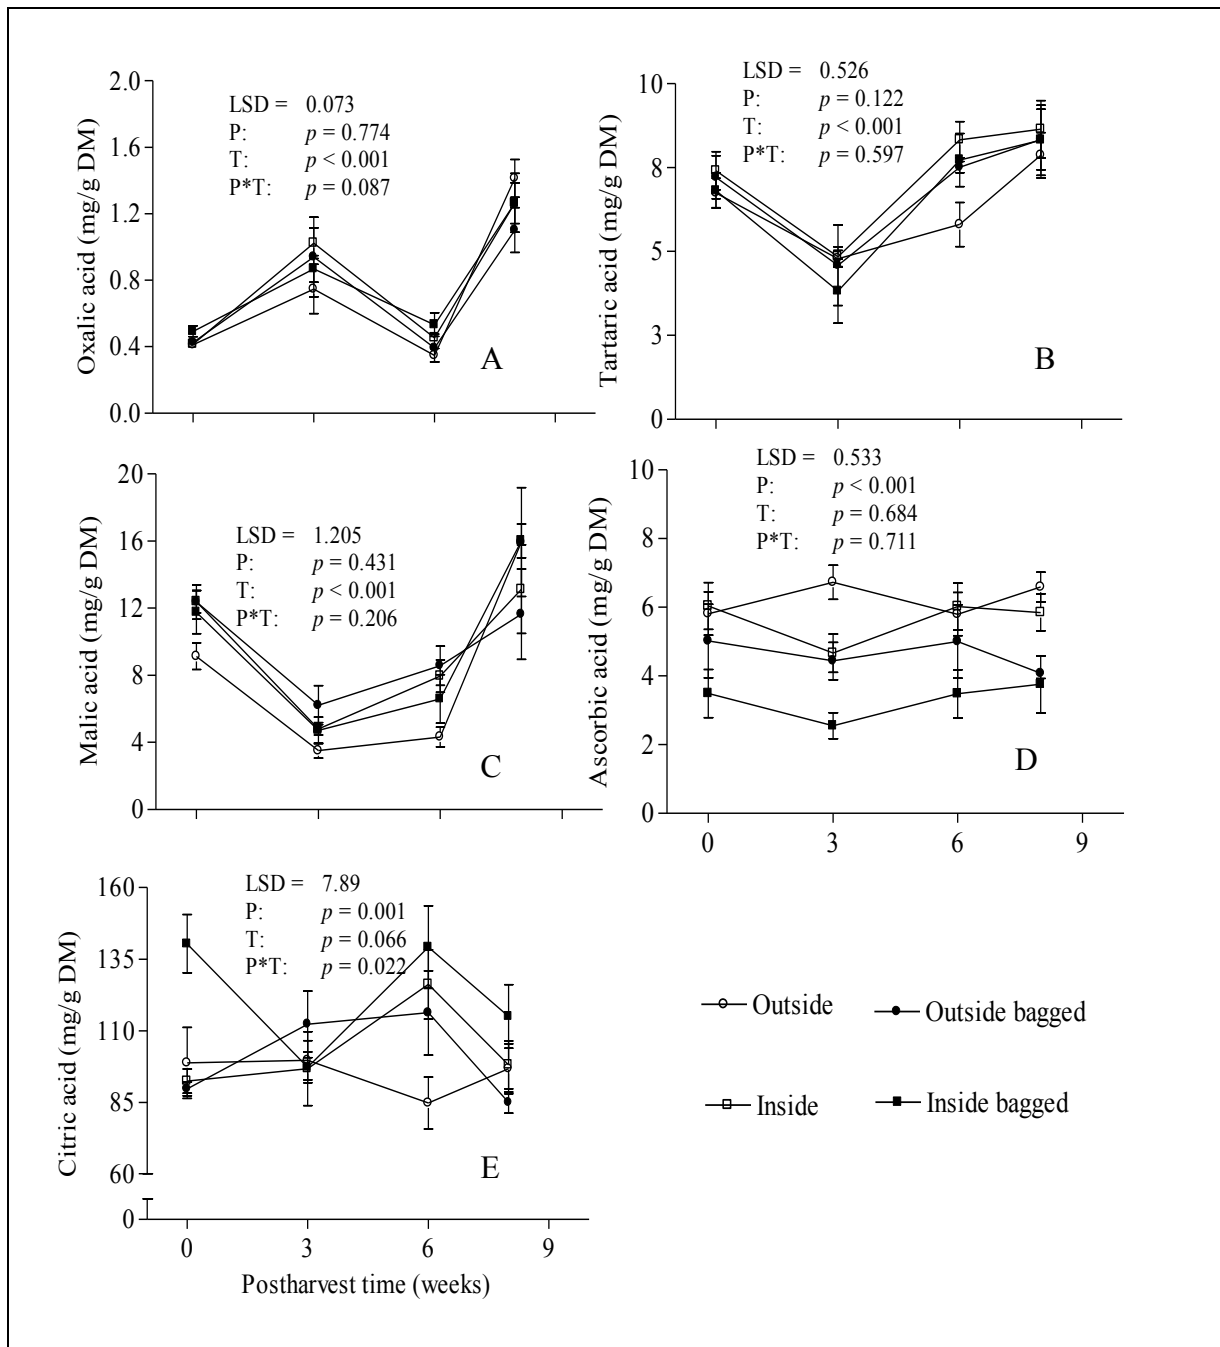 LSD = 0.073
P: p = 0.774
T: p < 0.001
P*T: p = 0.087
Oxalic acid (mg/g DM)
2.0
1.6
1.2
0.8
0.4
0.0
A
LSD = 0.526
P: p = 0.122
T: p < 0.001
P*T: p = 0.597
Tartaric acid (mg/g DM)
10
8
5
3
0
B
LSD = 1.205
P: p = 0.431
T: p < 0.001
P*T: p = 0.206
Malic acid (mg/g DM)
20
16
12
8
4
0
C
LSD = 0.533
P: p < 0.001
T: p = 0.684
P*T: p = 0.711
Ascorbic acid (mg/g DM)
10
8
6
4
2
0
D
0 3 6 9
LSD = 7.89
P: p = 0.001
T: p = 0.066
P*T: p = 0.022
Citric acid (mg/g DM)
160
135
110
85
60
0
E
0 3 6 9
Postharvest time (weeks)
Outside
Outside bagged
Inside
Inside bagged